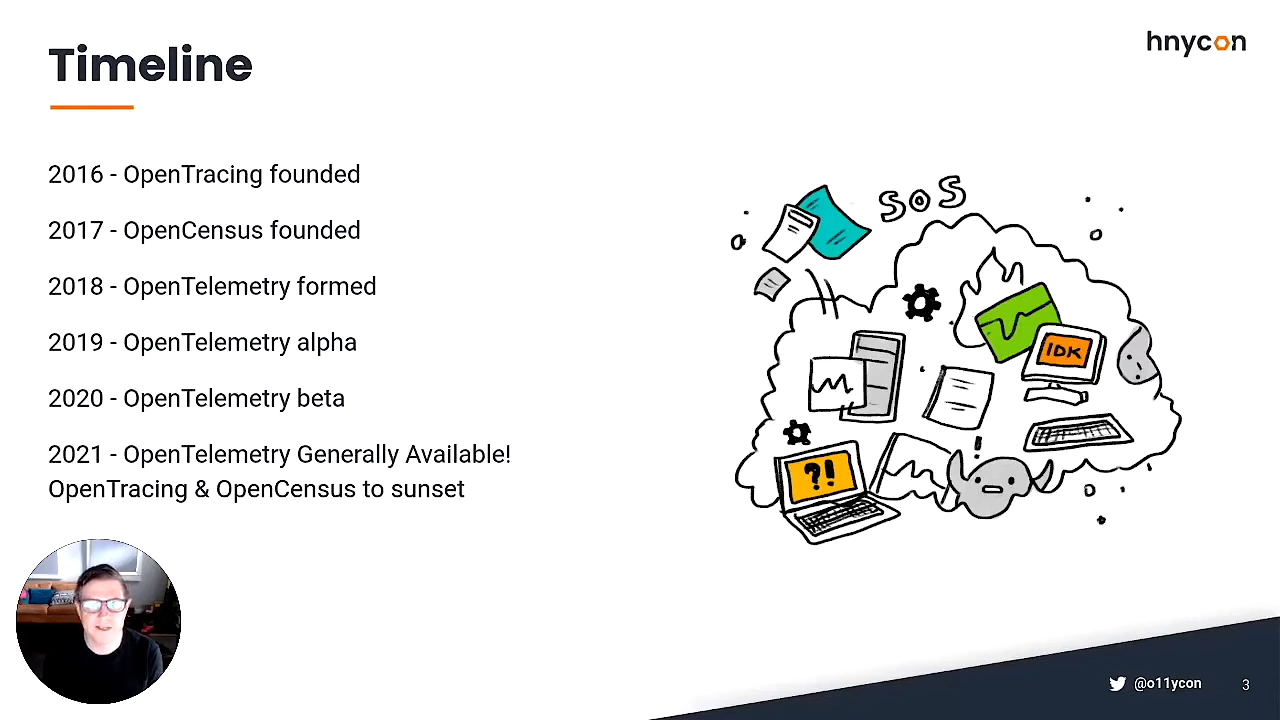 Timeline
hnycon
2016 - OpenTracing founded
2017 - OpenCensus founded
2018 - OpenTelemetry formed
2019 - OpenTelemetry alpha
2020 - OpenTelemetry beta
2021 - OpenTelemetry Generally Available!
OpenTracing & OpenCensus to sunset
SOS
IDK
?!
@o11ycon
3